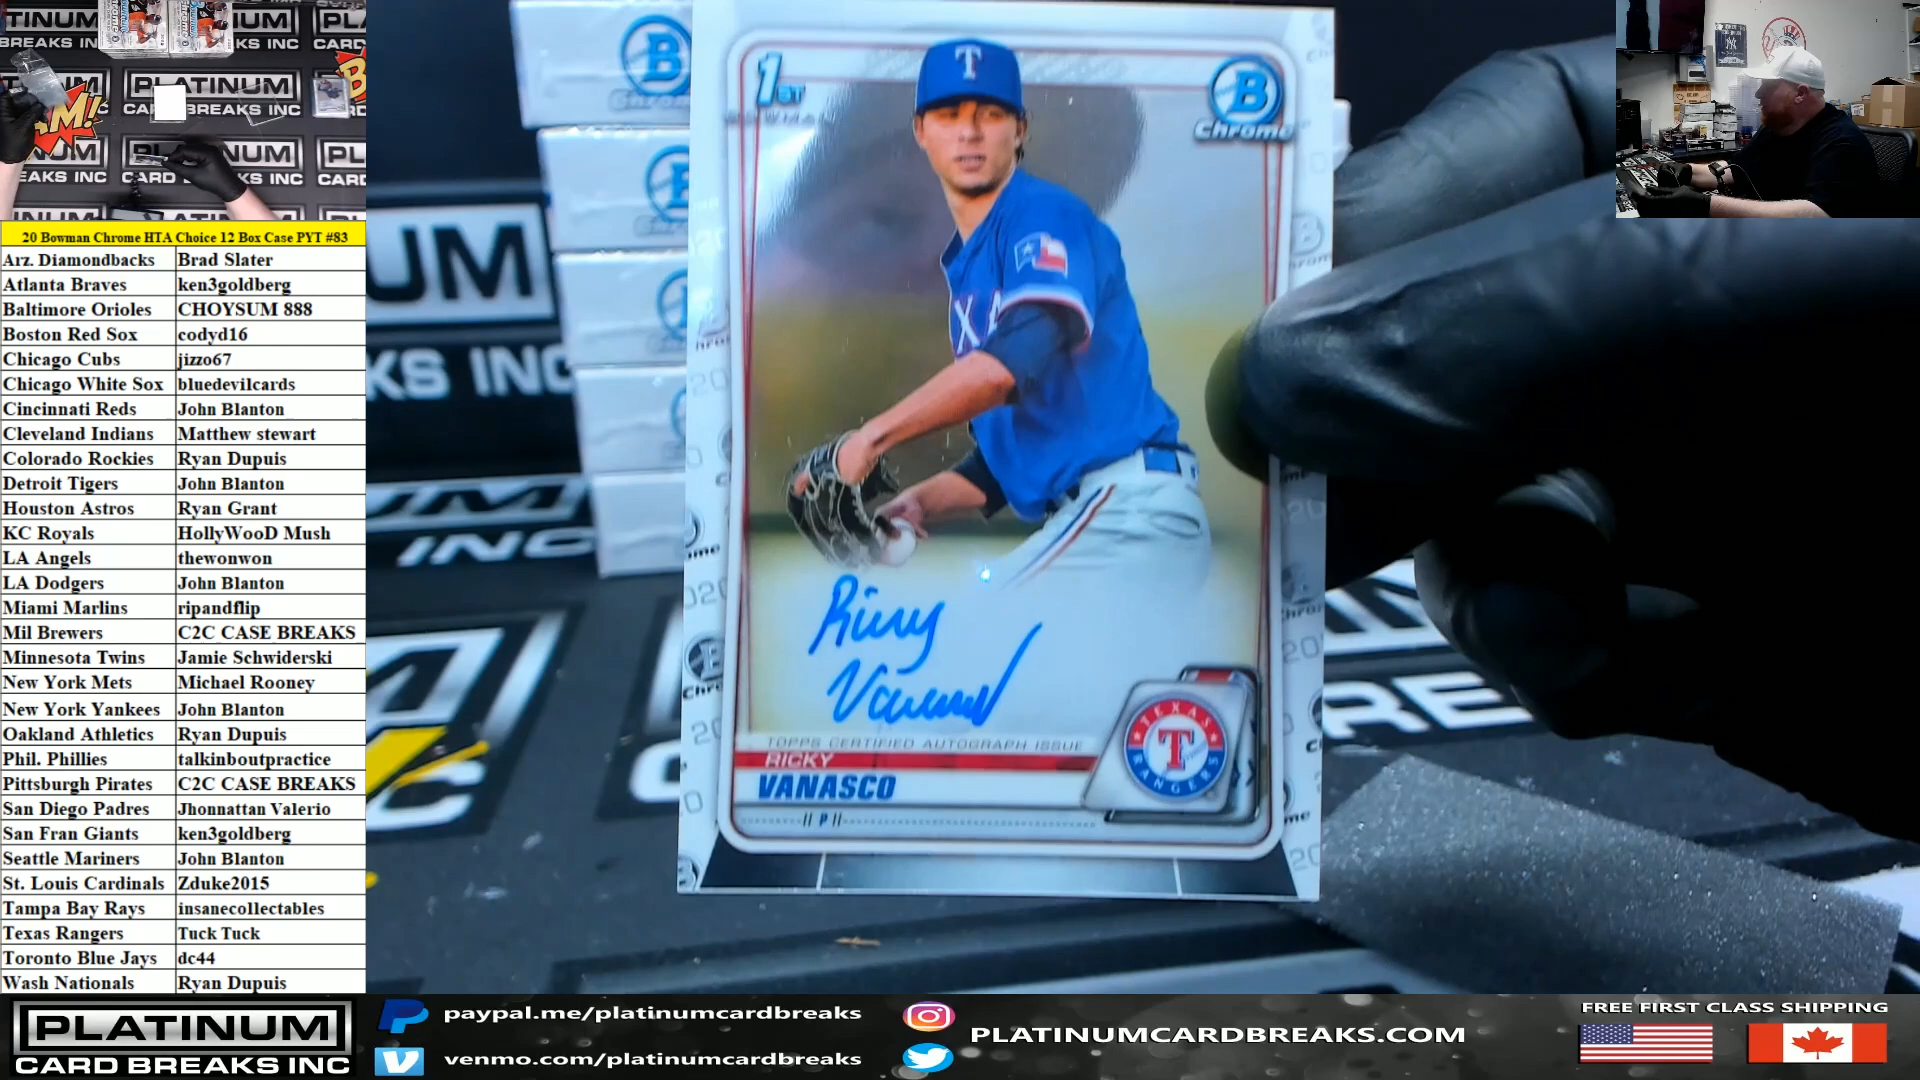 20 Bowman Chrome HTA Choice 12 Box Case PYT #83
Arz. Diamondbacks Brad Slater
Atlanta Braves ken3goldberg
Baltimore Orioles CHOYSUM 888
Boston Red Sox codyd16
Chicago Cubs jizzo67
Chicago White Sox bluedevilcards
Cincinnati Reds John Blanton
Cleveland Indians Matthew stewart
Colorado Rockies Ryan Dupuis
Detroit Tigers John Blanton
Houston Astros Ryan Grant
KC Royals HollyWooD Mush
LA Angels thewonwon
LA Dodgers John Blanton
Miami Marlins ripandflip
Mil Brewers C2C CASE BREAKS
Minnesota Twins Jamie Schwiderski
New York Mets Michael Rooney
New York Yankees John Blanton
Oakland Athletics Ryan Dupuis
Phil. Phillies talkinboutpractice
Pittsburgh Pirates C2C CASE BREAKS
San Diego Padres Jhonnattan Valerio
San Fran Giants ken3goldberg
Seattle Mariners John Blanton
St. Louis Cardinals Zduke2015
Tampa Bay Rays insanecollectables
Texas Rangers Tuck Tuck
Toronto Blue Jays dc44
Wash Nationals Ryan Dupuis
PLATINUM
CARD BREAKS INC
1ST
B
Chrome
T
Ricky
Vanasco
TOPPS CERTIFIED AUTOGRAPH ISSUE
RICKY
VANASCO
P
TEXAS
T
RANGERS
PLATINUM
CARD BREAKS INC
paypal.me/platinumcardbreaks
venmo.com/platinumcardbreaks
PLATINUMCARDBREAKS.COM
FREE FIRST CLASS SHIPPING